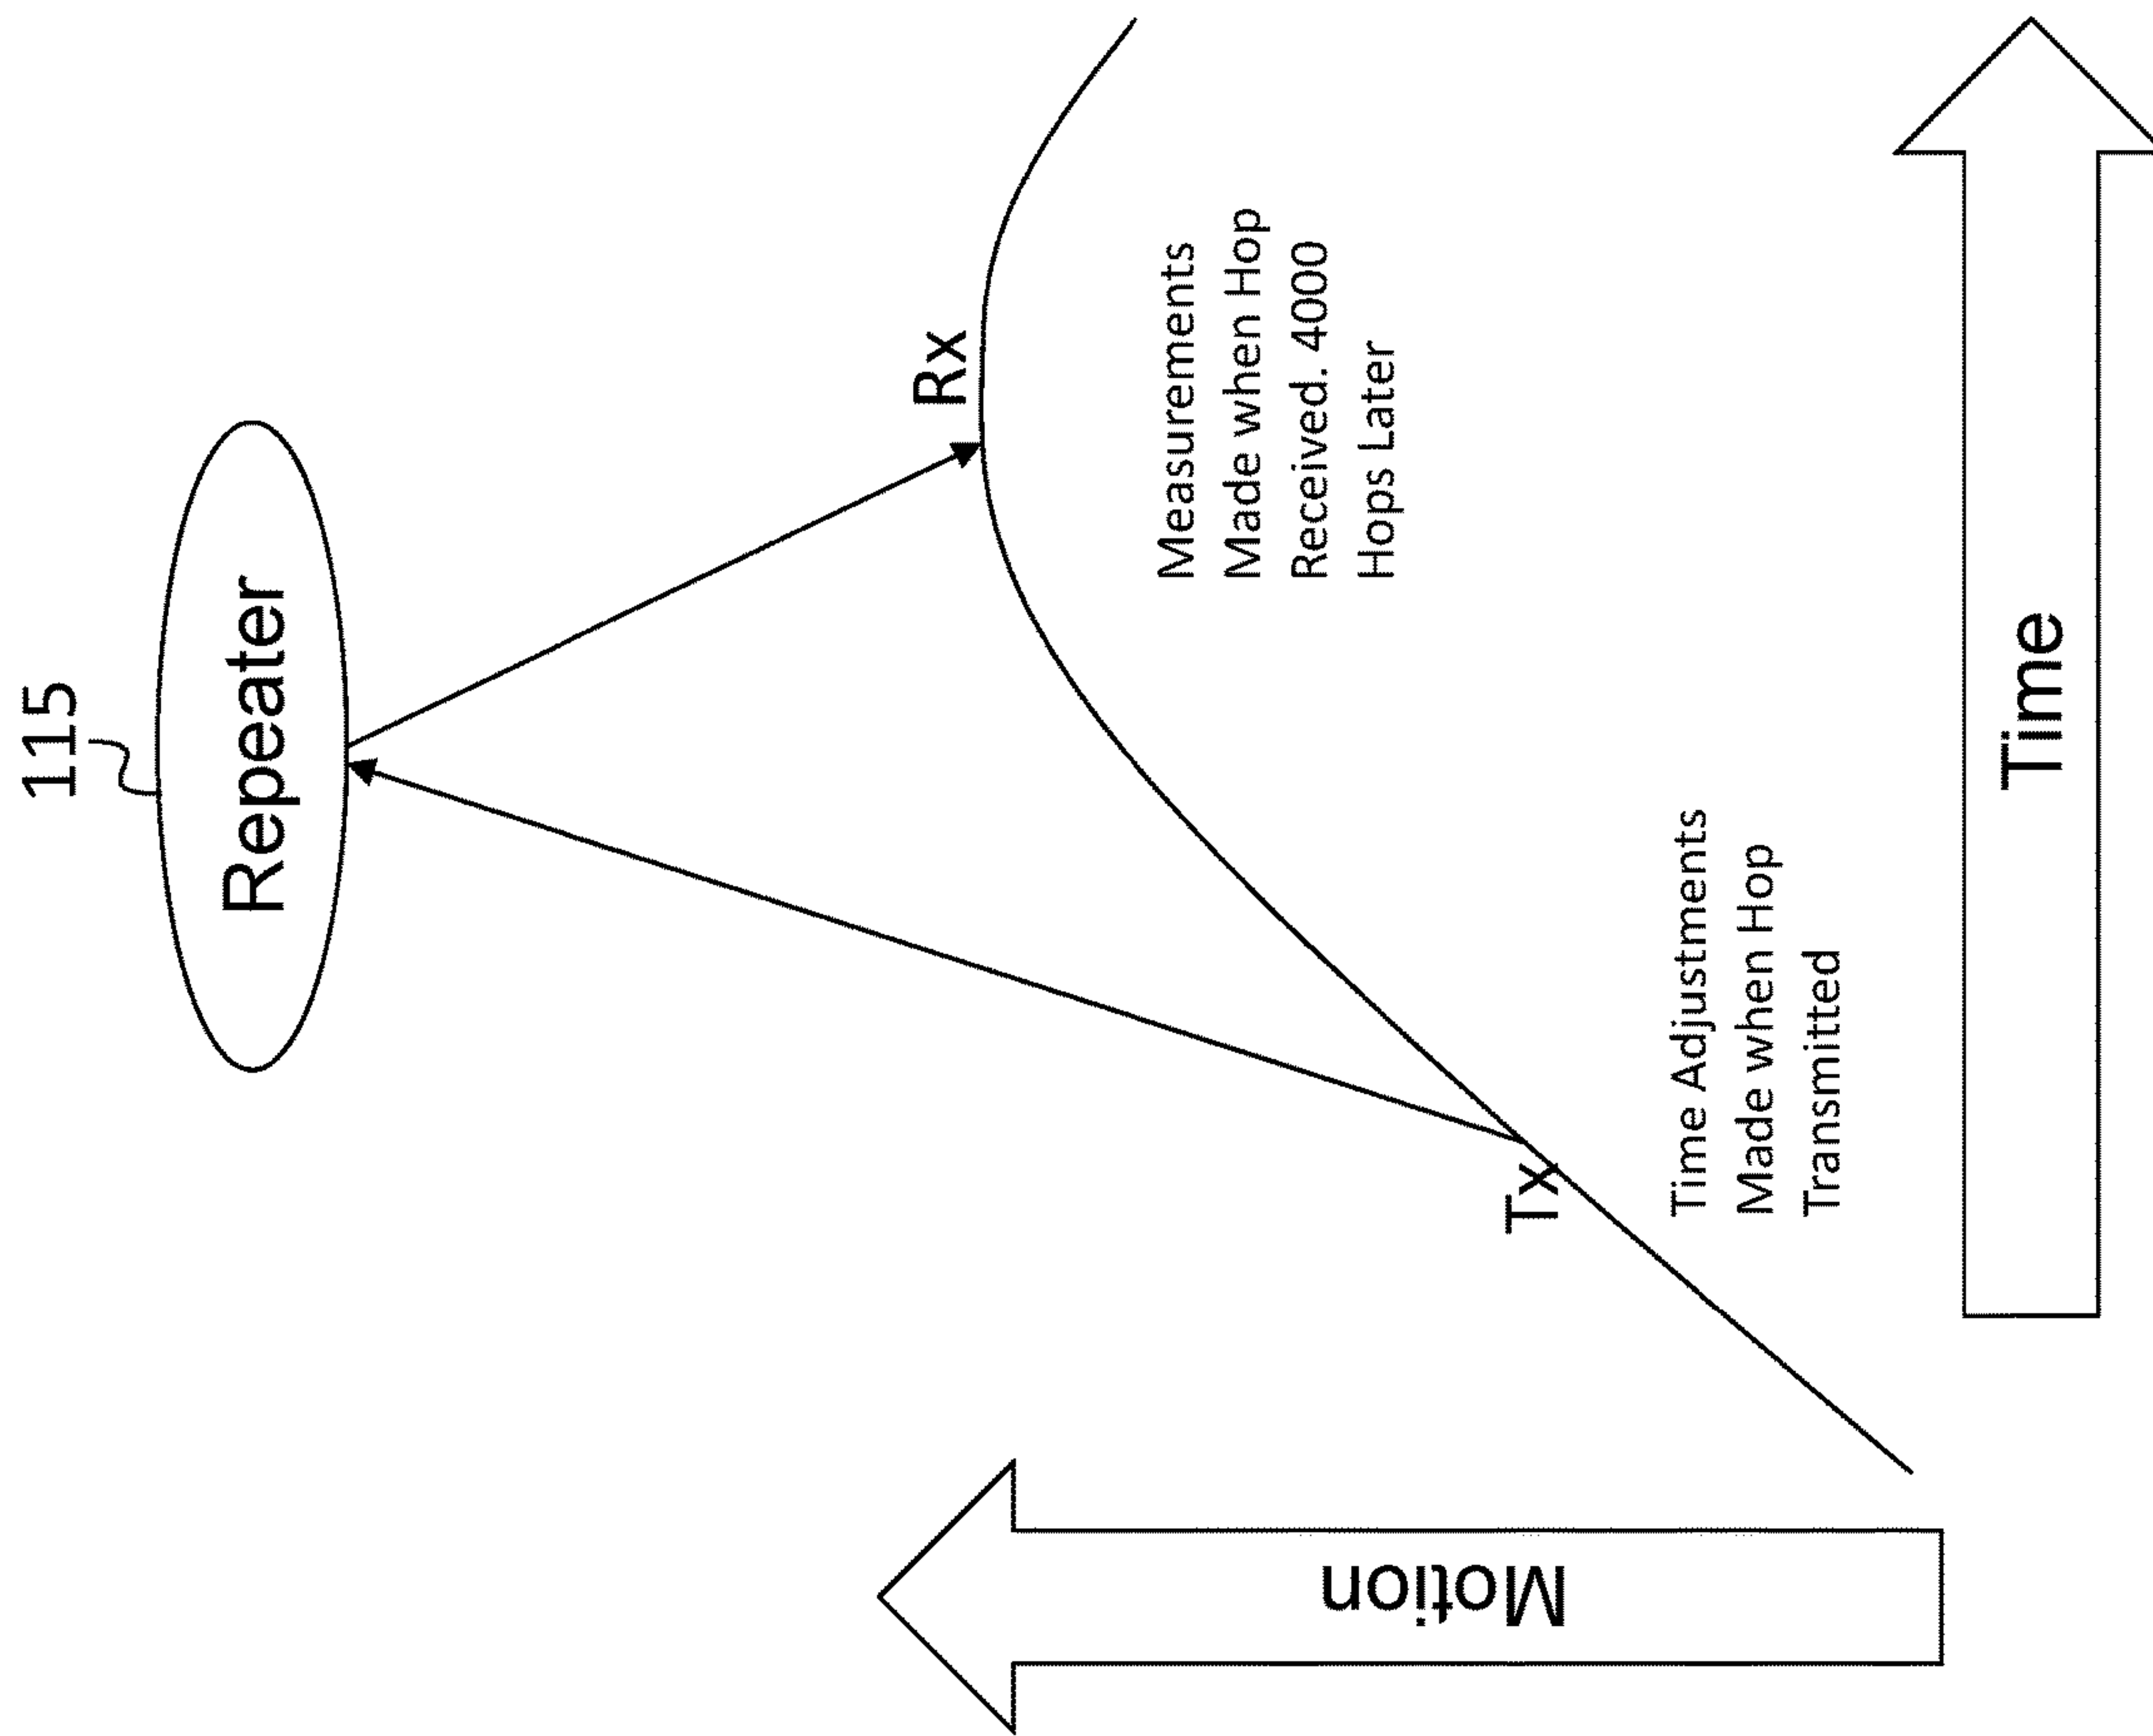 115
Repeater
Rx
Measurements
Made when Hop
Received. 4000
Hops Later
Tx
Time Adjustments
Made when Hop
Transmitted
Motion
Time